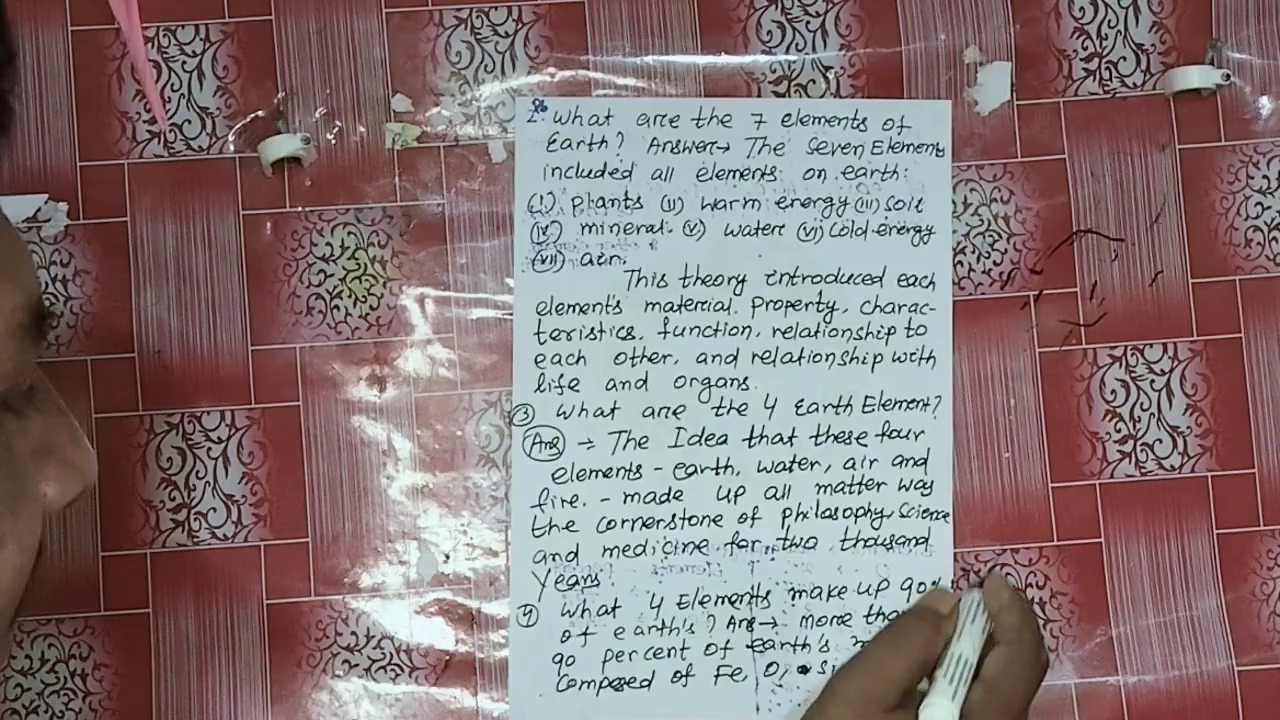 2. What are the 7 elements of
Earth? Answer→ The Seven Elements
included all elements on earth:
(i) plants (ii) warm energy (iii) soil
(iv) mineral. (v) water (vi) cold energy
(vii) air.
This theory introduced each
element's material. property, charac-
teristics. function, relationship to
each other, and relationship with
life and organs.
③ What are the 4 Earth Element?
Ans → The Idea that these four
elements - earth, water, air and
fire. - made up all matter was
the cornerstone of philosophy, science
and medicine for two thousand
Years.
④ What 4 Elements make up 90%
of earth's? Ans→ more
90 percent of earth's
Composed of Fe, O,